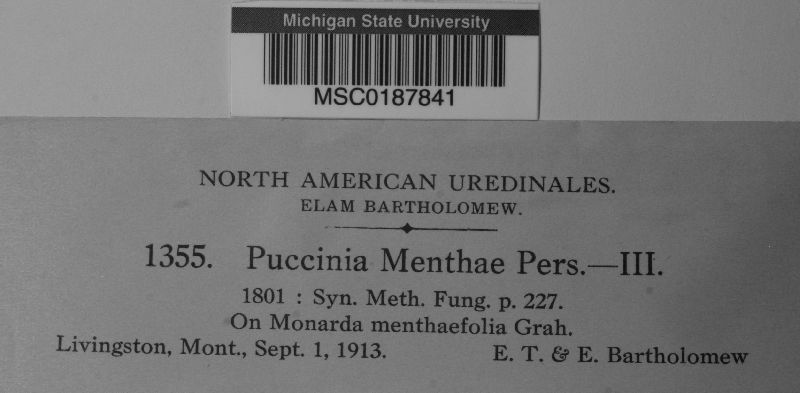 Michigan State University
MSC0187841
NORTH AMERICAN UREDINALES.
ELAM BARTHOLOMEW.
1355. Puccinia Menthae Pers.—III.
1801 : Syn. Meth. Fung. p. 227.
On Monarda menthaefolia Grah.
Livingston, Mont., Sept. 1, 1913. E. T. & E. Bartholomew